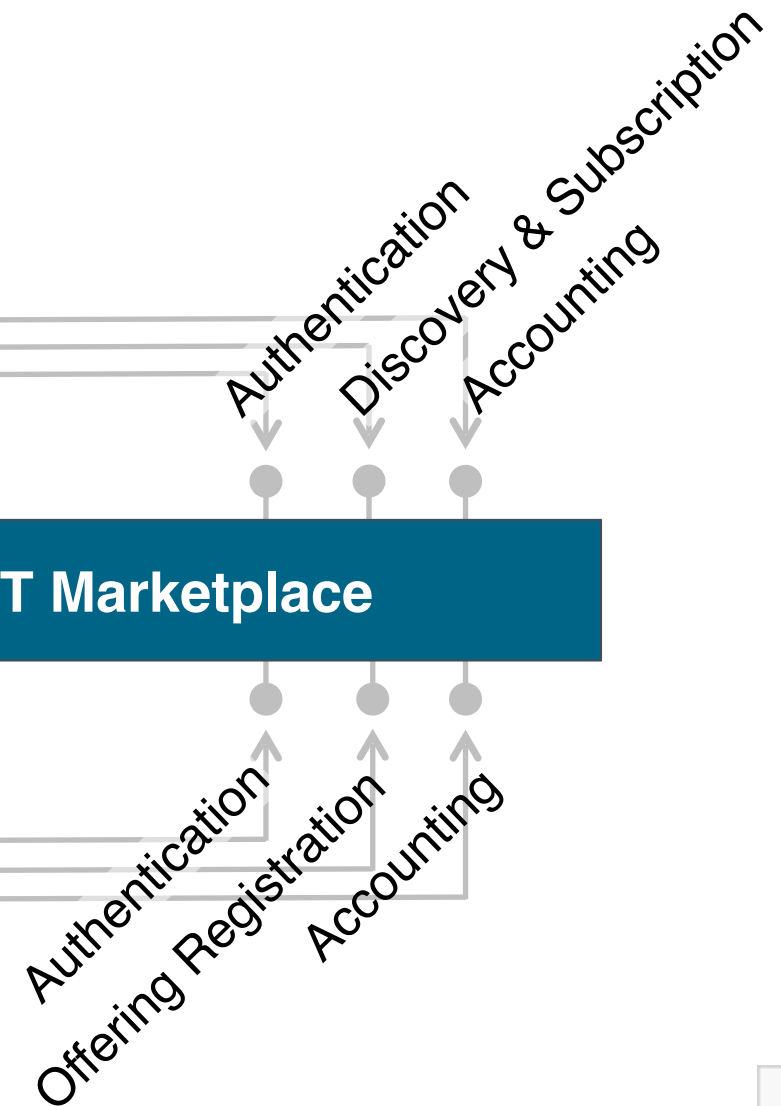 Authentication
Discovery & Subscription
Accounting
T Marketplace
Authentication
Offering Registration
Accounting